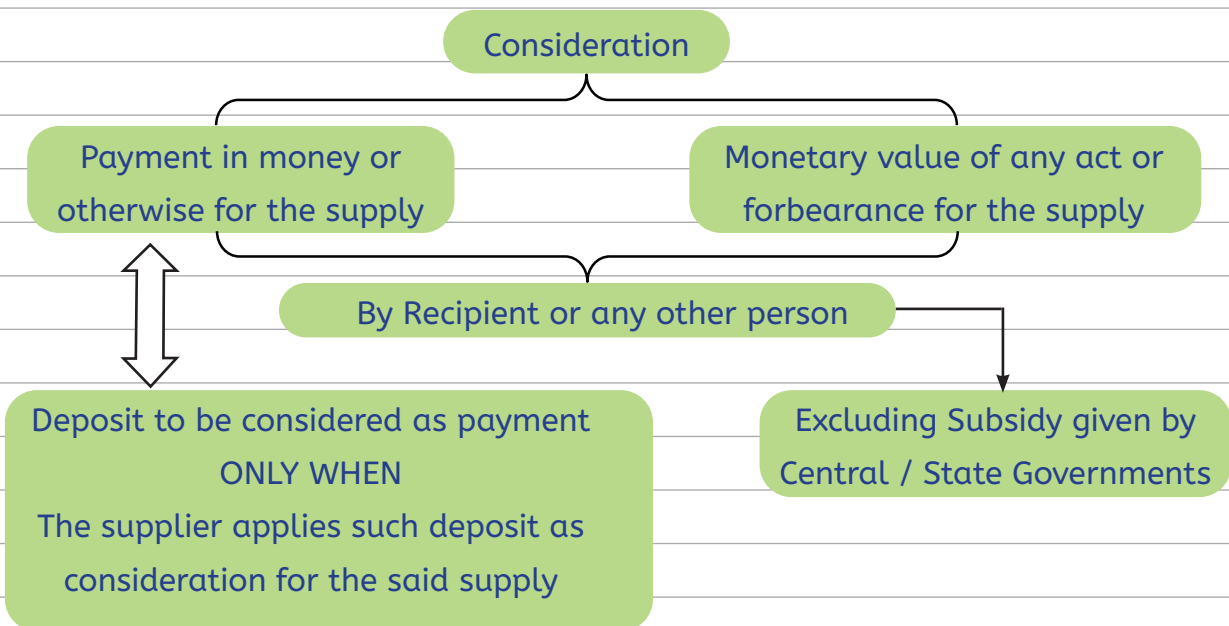 Consideration
Payment in money or
otherwise for the supply
Monetary value of any act or
forbearance for the supply
By Recipient or any other person
Deposit to be considered as payment
ONLY WHEN
The supplier applies such deposit as
consideration for the said supply
Excluding Subsidy given by
Central / State Governments